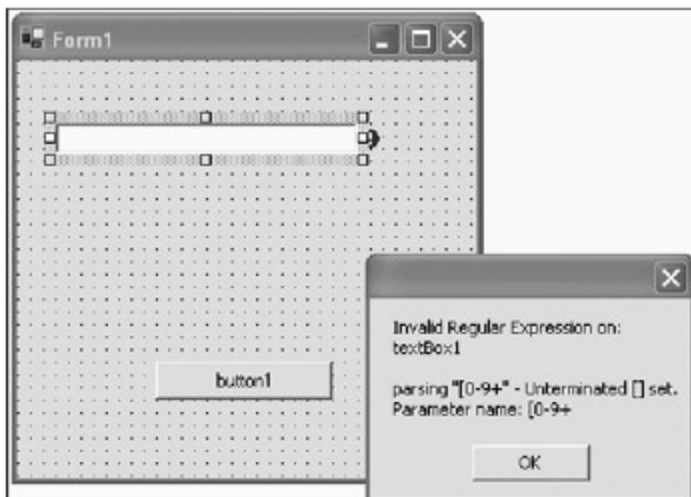 Form1
button1
Invalid Regular Expression on:
textBox1
parsing "[0-9+" - Unterminated [] set.
Parameter name: [0-9+
OK